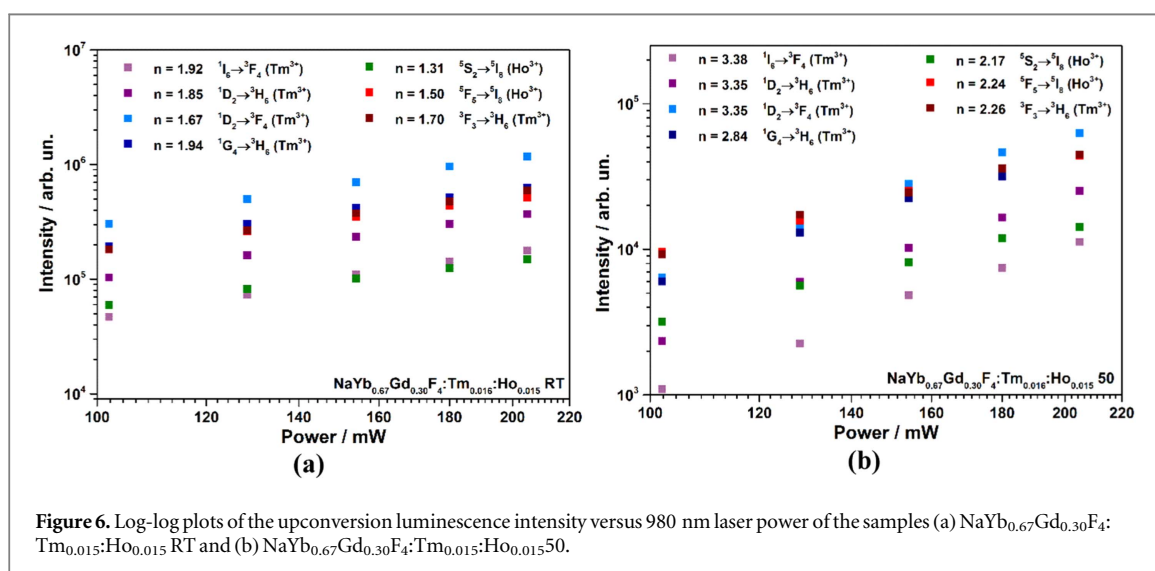 10⁷
10⁶
10⁵
10⁴
Intensity / arb. un.
n = 1.92 ¹I₆→³F₄ (Tm³⁺)
n = 1.85 ¹D₂→³H₆ (Tm³⁺)
n = 1.67 ¹D₂→³F₄ (Tm³⁺)
n = 1.94 ¹G₄→³H₆ (Tm³⁺)
n = 1.31 ⁵S₂→⁵I₈ (Ho³⁺)
n = 1.50 ⁵F₅→⁵I₈ (Ho³⁺)
n = 1.70 ³F₃→³H₆ (Tm³⁺)
NaYb₀.₆₇Gd₀.₃₀F₄:Tm₀.₀₁₆:Ho₀.₀₁₅ RT
100 120 140 160 180 200 220
Power / mW
(a)
10⁵
10⁴
10³
Intensity / arb. un.
n = 3.38 ¹I₆→³F₄ (Tm³⁺)
n = 3.35 ¹D₂→³H₆ (Tm³⁺)
n = 3.35 ¹D₂→³F₄ (Tm³⁺)
n = 2.84 ¹G₄→³H₆ (Tm³⁺)
n = 2.17 ⁵S₂→⁵I₈ (Ho³⁺)
n = 2.24 ⁵F₅→⁵I₈ (Ho³⁺)
n = 2.26 ³F₃→³H₆ (Tm³⁺)
NaYb₀.₆₇Gd₀.₃₀F₄:Tm₀.₀₁₆:Ho₀.₀₁₅ 50
100 120 140 160 180 200 220
Power / mW
(b)
Figure 6. Log-log plots of the upconversion luminescence intensity versus 980 nm laser power of the samples (a) NaYb₀.₆₇Gd₀.₃₀F₄:
Tm₀.₀₁₅:Ho₀.₀₁₅ RT and (b) NaYb₀.₆₇Gd₀.₃₀F₄:Tm₀.₀₁₅:Ho₀.₀₁₅50.